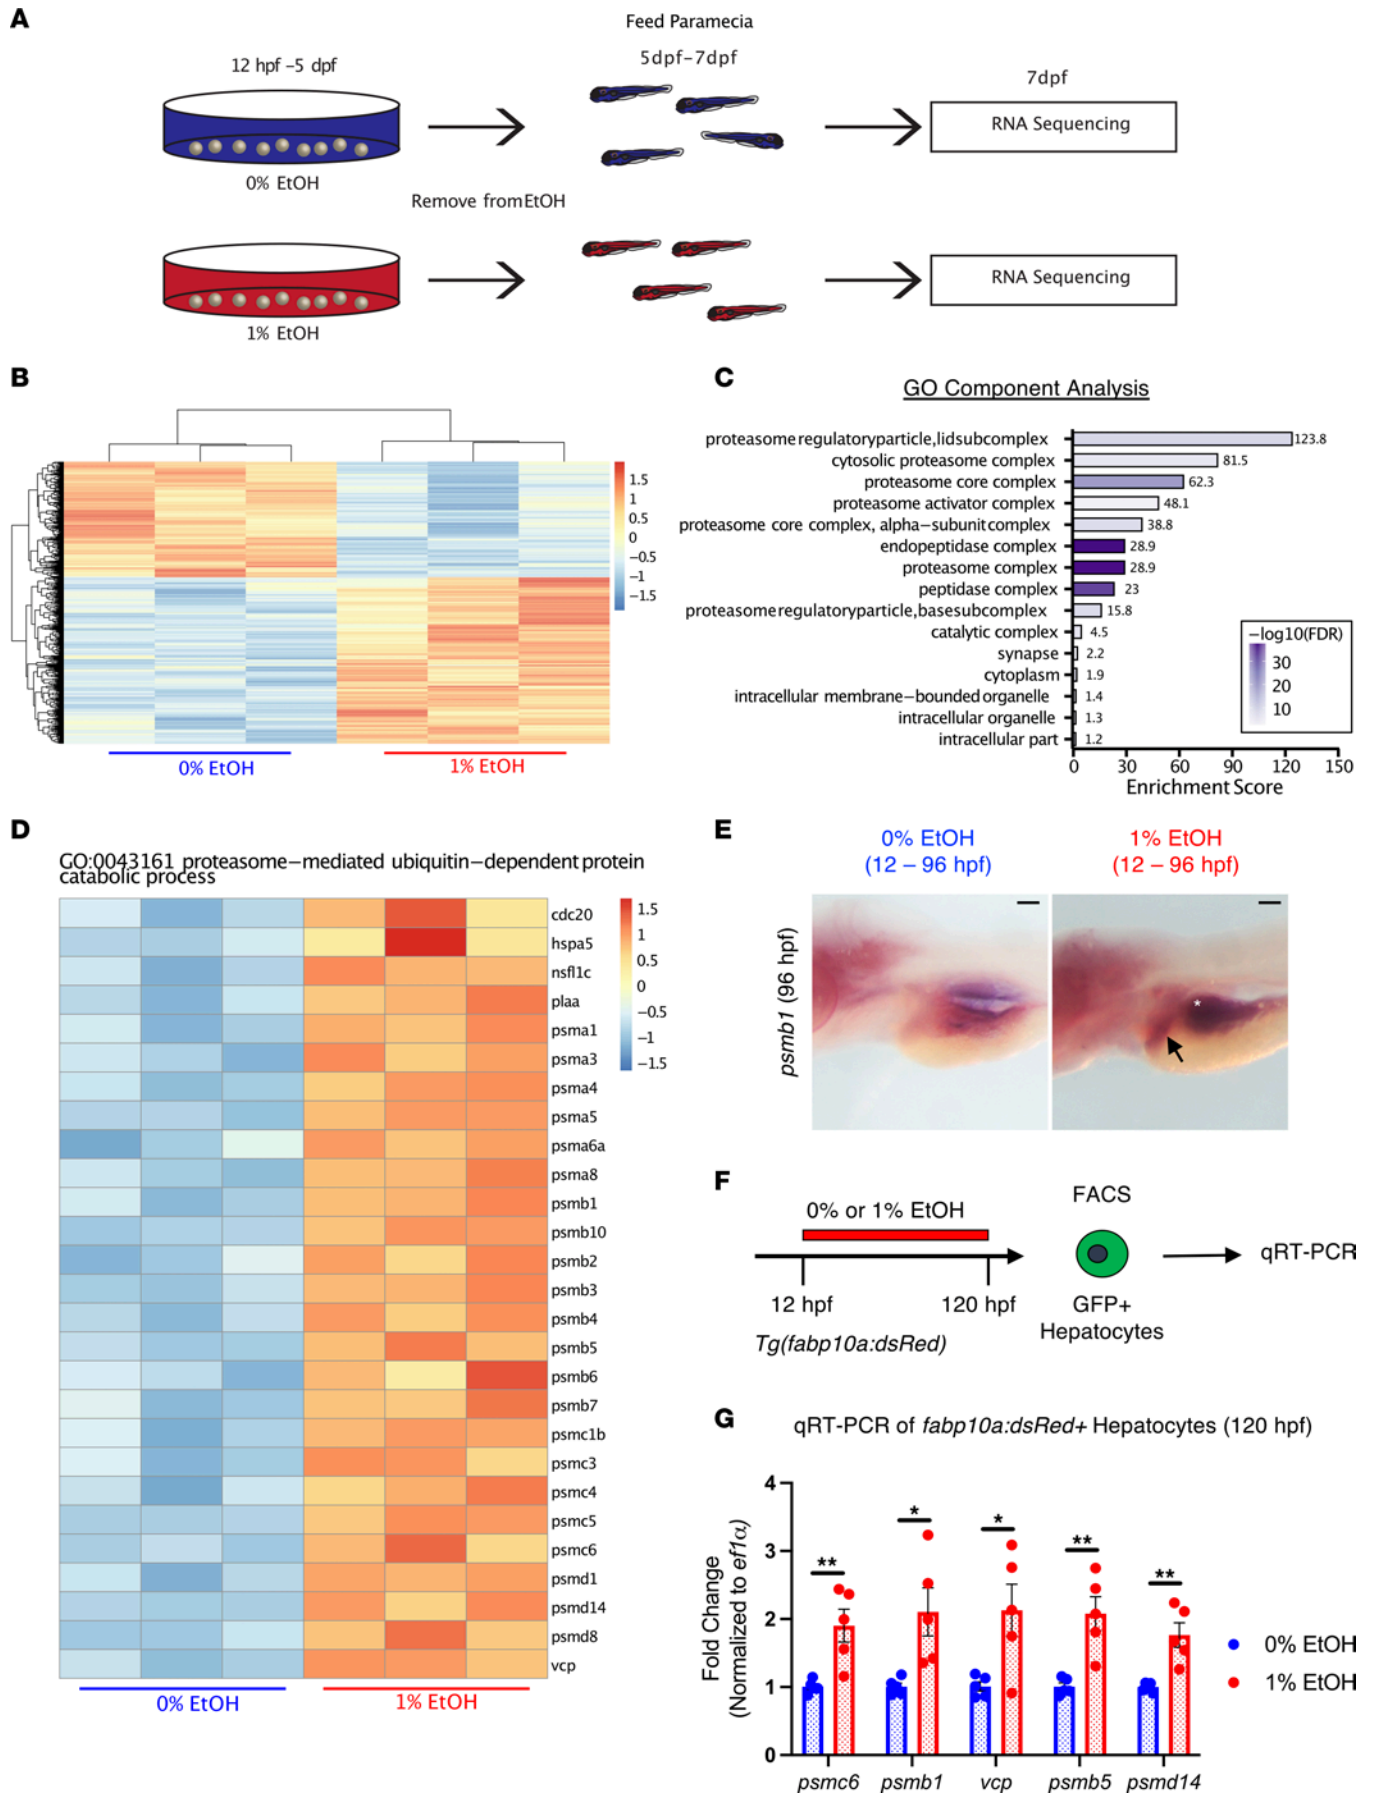 A
Feed Paramecia
12 hpf -5 dpf
5dpf-7dpf
7dpf
RNA Sequencing
0% EtOH
Remove fromEtOH
RNA Sequencing
1% EtOH
B
1.5
1
0.5
0
−0.5
−1
−1.5
0% EtOH
1% EtOH
C
GO Component Analysis
proteasomeregulatoryparticle,lidsubcomplex
123.8
cytosolic proteasome complex
81.5
proteasome core complex
62.3
proteasome activator complex
48.1
proteasome core complex, alpha−subunitcomplex
38.8
endopeptidase complex
28.9
proteasome complex
28.9
peptidase complex
23
proteasomeregulatoryparticle,basesubcomplex
15.8
catalytic complex
4.5
synapse
2.2
cytoplasm
1.9
intracellular membrane−bounded organelle
1.4
intracellular organelle
1.3
intracellular part
1.2
−log10(FDR)
30
20
10
0 30 60 90 120 150
Enrichment Score
D
GO:0043161 proteasome−mediated ubiquitin−dependent protein
catabolic process
cdc20
hspa5
nsfl1c
plaa
psma1
psma3
psma4
psma5
psma6a
psma8
psmb1
psmb10
psmb2
psmb3
psmb4
psmb5
psmb6
psmb7
psmc1b
psmc3
psmc4
psmc5
psmc6
psmd1
psmd14
psmd8
vcp
1.5
1
0.5
0
−0.5
−1
−1.5
0% EtOH
1% EtOH
E
0% EtOH
(12 – 96 hpf)
1% EtOH
(12 – 96 hpf)
psmb1 (96 hpf)
*
F
0% or 1% EtOH
12 hpf
120 hpf
Tg(fabp10a:dsRed)
FACS
GFP+
Hepatocytes
qRT-PCR
G
qRT-PCR of fabp10a:dsRed+ Hepatocytes (120 hpf)
Fold Change
(Normalized to ef1α)
4
3
2
1
0
**
*
*
**
**
psmc6 psmb1 vcp psmb5 psmd14
0% EtOH
1% EtOH